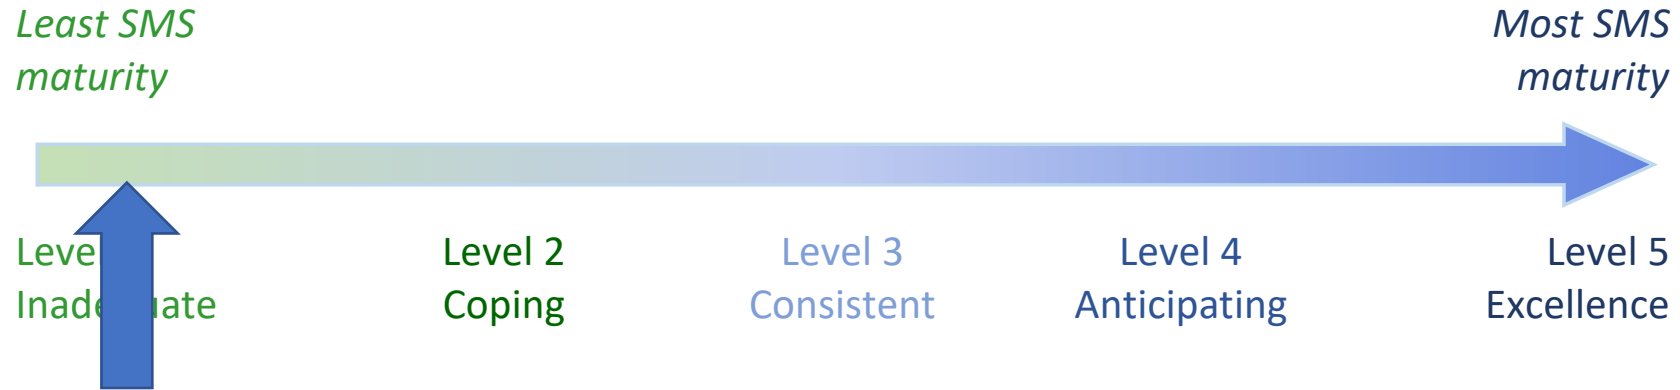 Least SMS
maturity
Most SMS
maturity
Level 2
Coping
Level 3
Consistent
Level 4
Anticipating
Level 5
Excellence